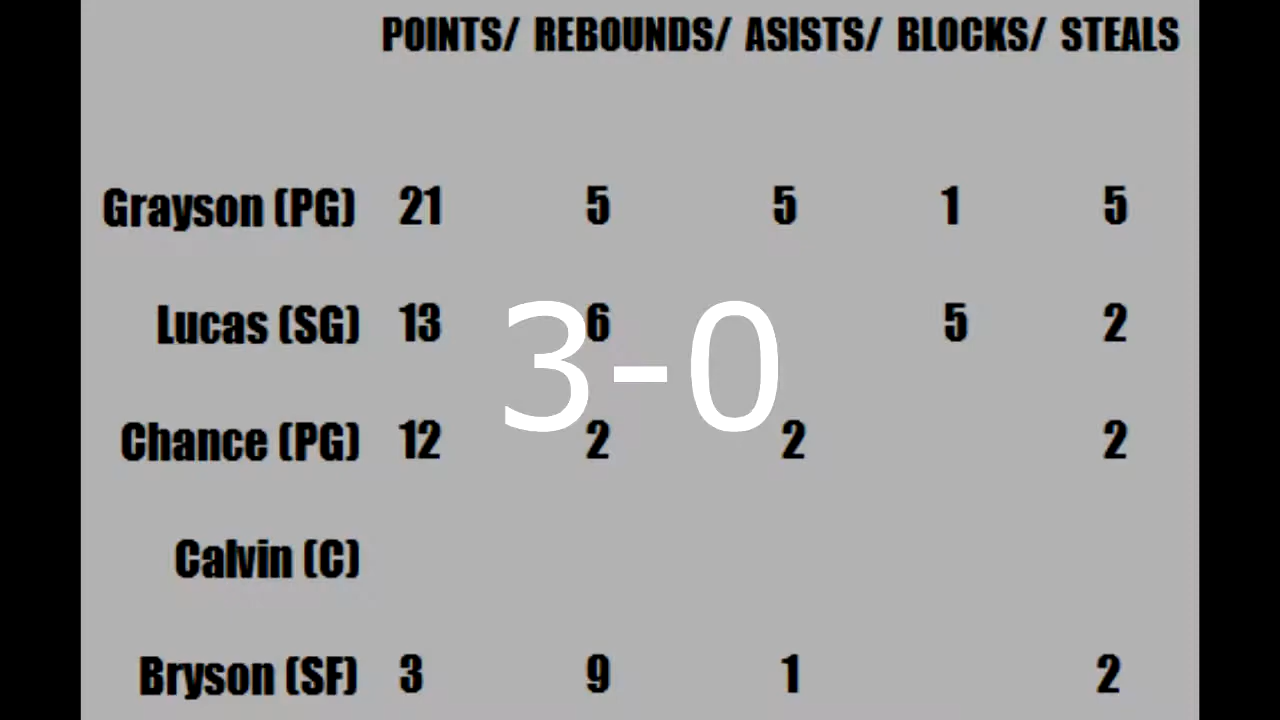 POINTS/ REBOUNDS/ ASISTS/ BLOCKS/ STEALS
Grayson (PG) 21 5 5 1 5
Lucas (SG) 13 6 5 2
3-0
Chance (PG) 12 2 2 2
Calvin (C)
Bryson (SF) 3 9 1 2